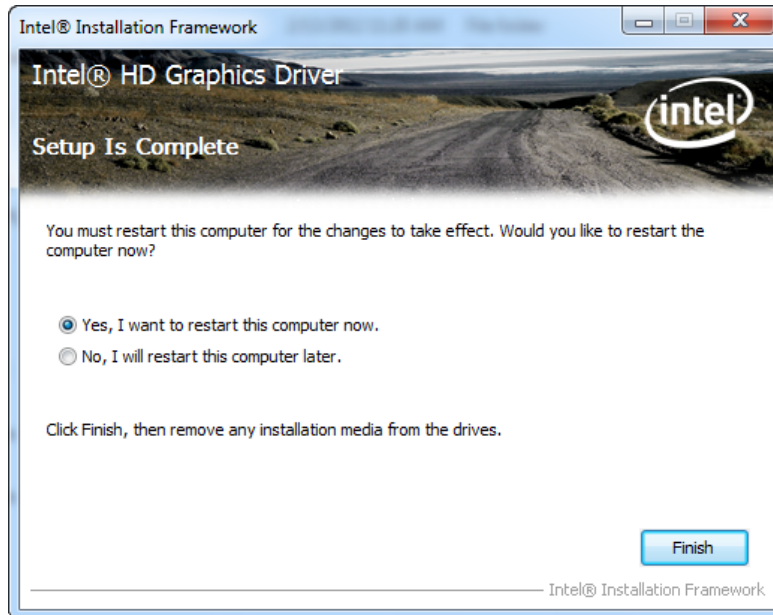 Intel® Installation Framework
Intel® HD Graphics Driver
intel
Setup Is Complete
You must restart this computer for the changes to take effect. Would you like to restart the
computer now?
Yes, I want to restart this computer now.
No, I will restart this computer later.
Click Finish, then remove any installation media from the drives.
Finish
Intel® Installation Framework